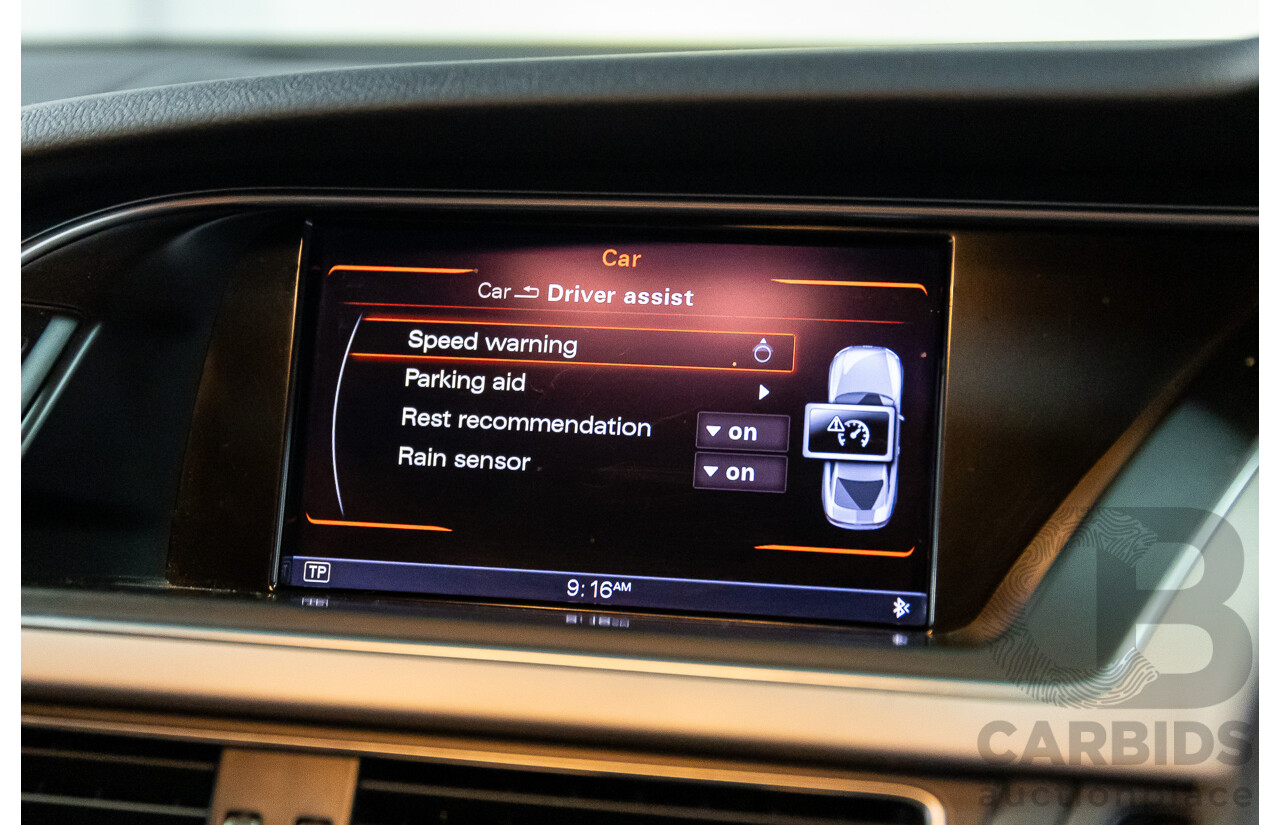 Car
Car Driver assist
Speed warning
Parking aid
Rest recommendation
on
Rain sensor
on
TP
9:16AM
CB
CARBIDS
auctionplace